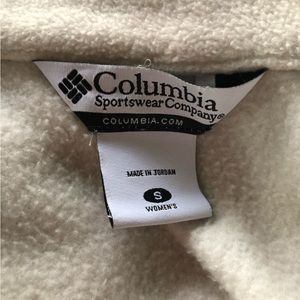 Columbia
Sportswear Company®
COLUMBIA.COM
MADE IN JORDAN
S
WOMEN'S